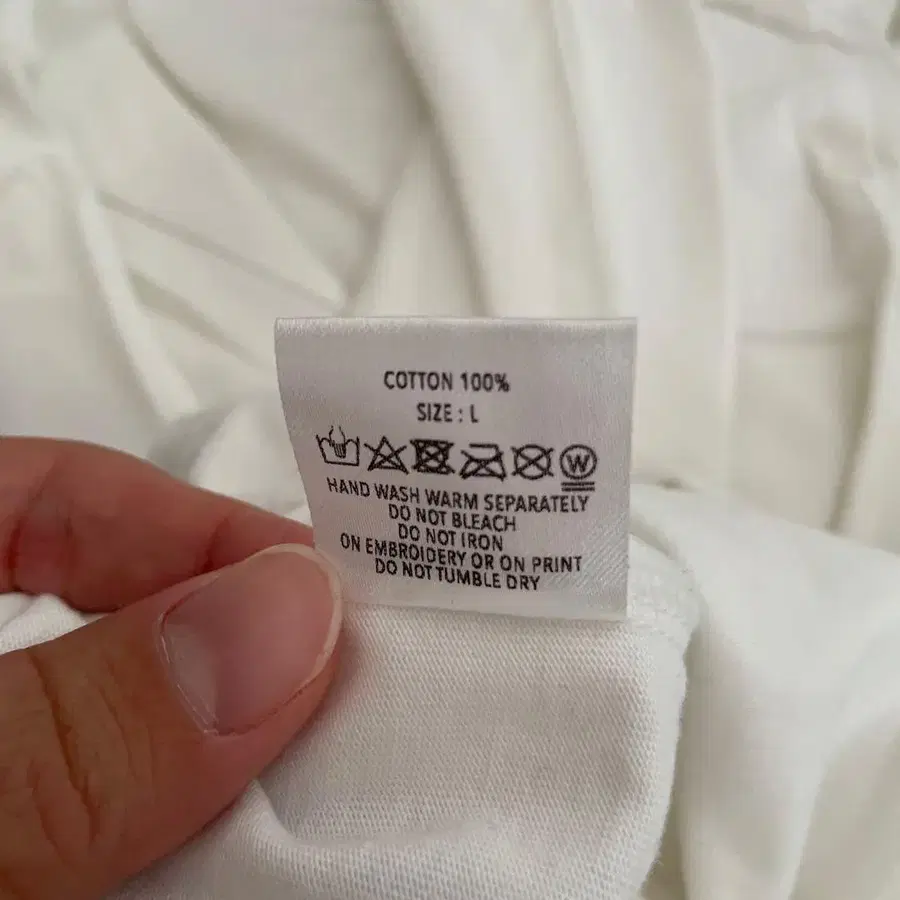 COTTON 100%
SIZE : L
W
HAND WASH WARM SEPARATELY
DO NOT BLEACH
DO NOT IRON
ON EMBROIDERY OR ON PRINT
DO NOT TUMBLE DRY